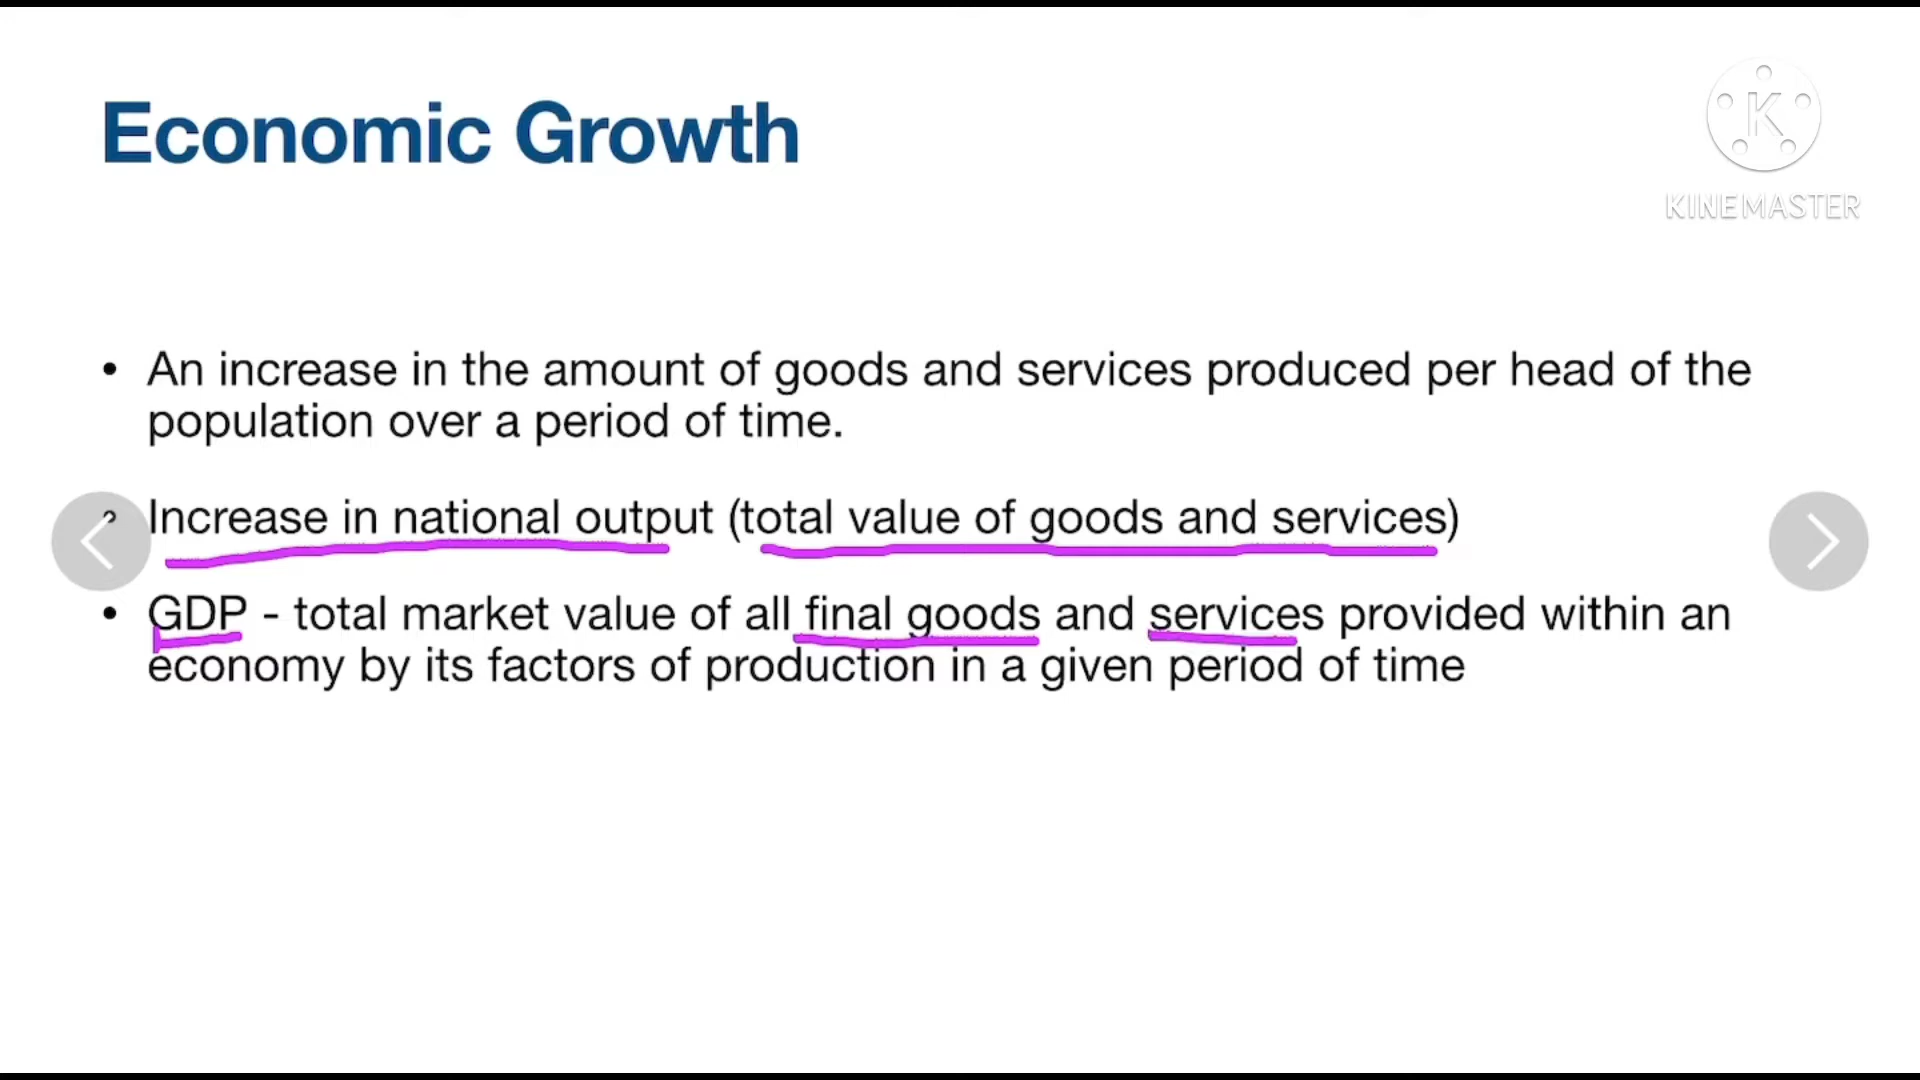 Economic Growth
K
KINEMASTER
• An increase in the amount of goods and services produced per head of the
population over a period of time.
• Increase in national output (total value of goods and services)
• GDP - total market value of all final goods and services provided within an
economy by its factors of production in a given period of time